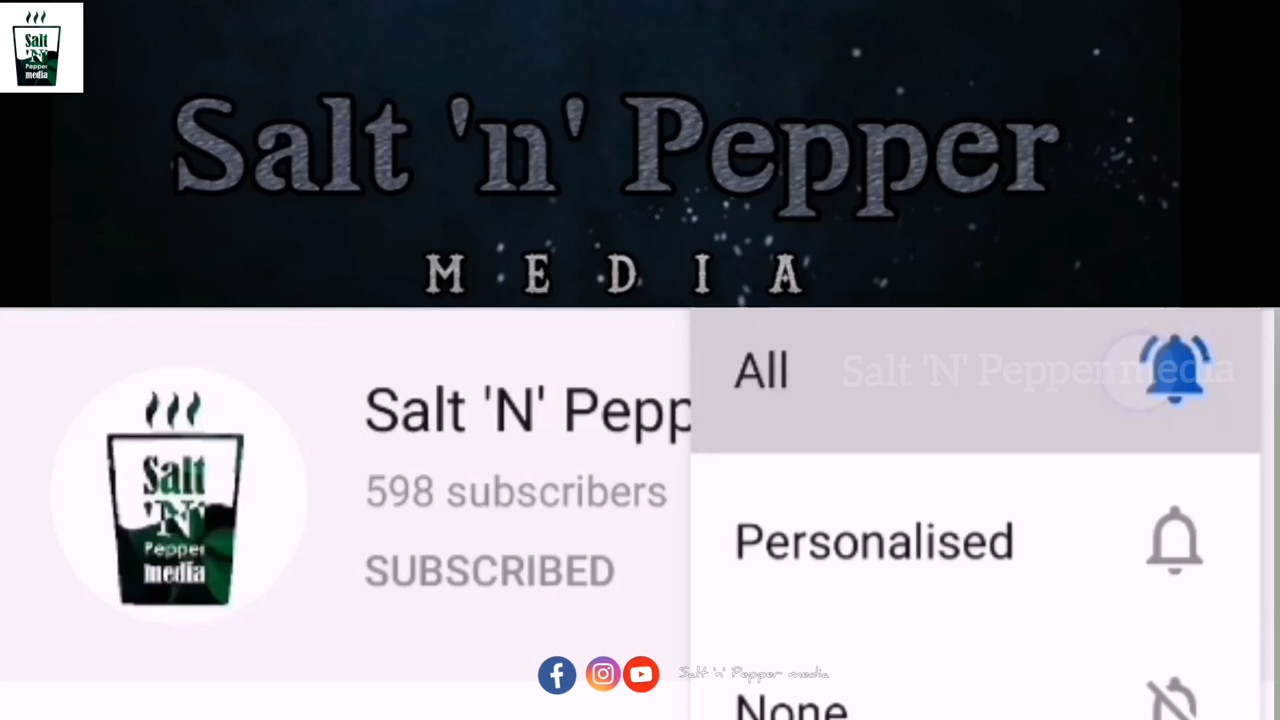 Salt
'N'
Pepper
media
Salt 'n' Pepper
MEDIA
All
Salt 'N' Pepper media
Salt
'N'
Pepper
media
Salt 'N' Pepp
598 subscribers
SUBSCRIBED
Personalised
None
Salt 'n' Pepper media